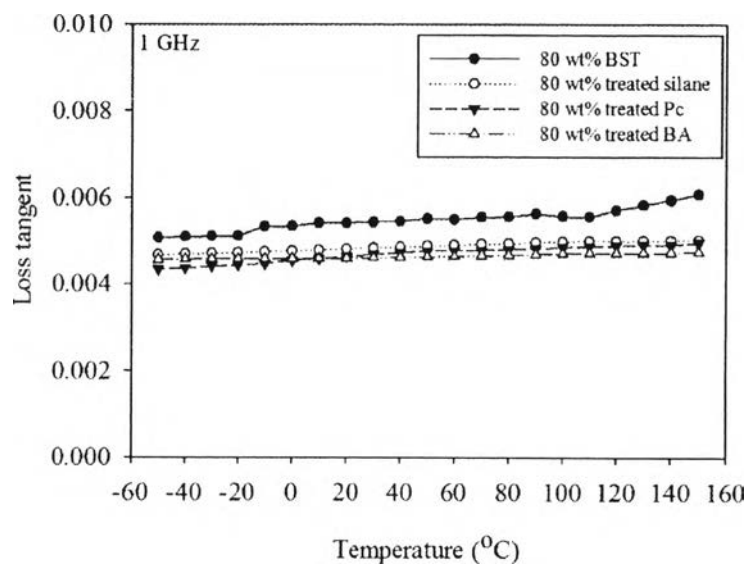 1 GHz
80 wt% BST
80 wt% treated silane
80 wt% treated Pc
80 wt% treated BA
Loss tangent
0.010
0.008
0.006
0.004
0.002
0.000
-60 -40 -20 0 20 40 60 80 100 120 140 160
Temperature (°C)